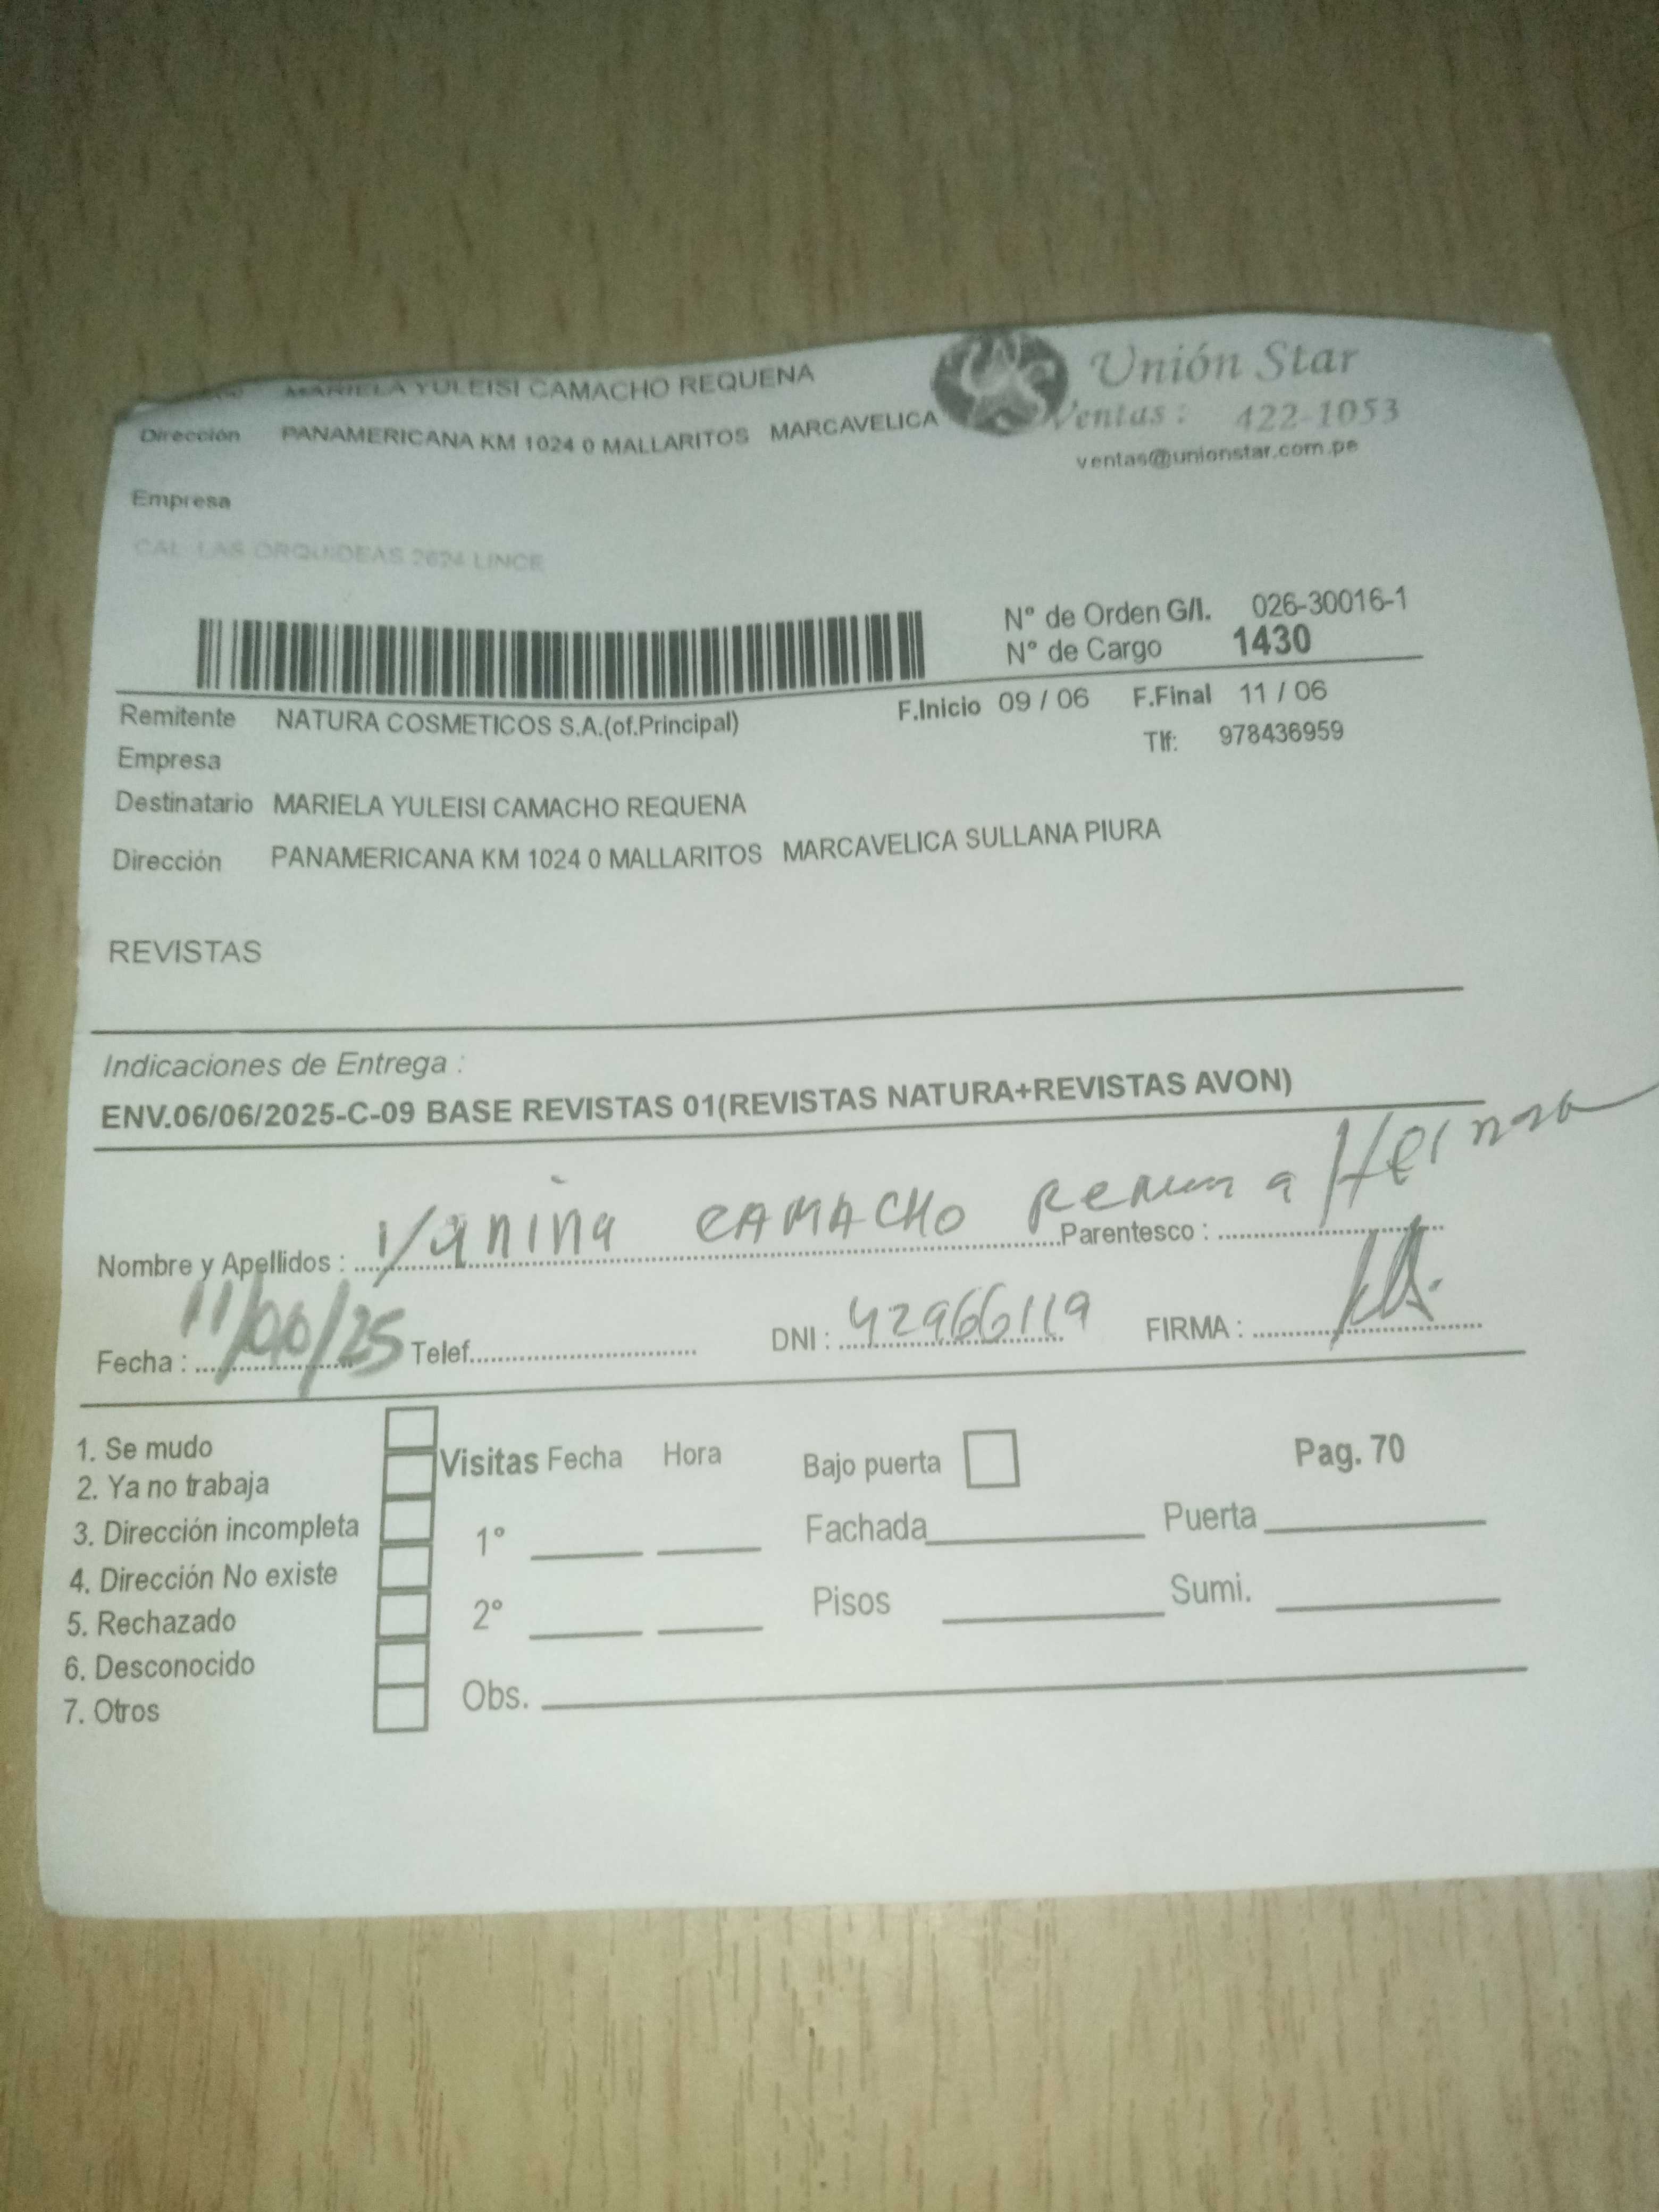 MARIELA YULEISI CAMACHO REQUENA
Unión Star
Dirección PANAMERICANA KM 1024 0 MALLARITOS MARCAVELICA
Ventas : 422-1053
ventas@unionstar.com.pe
Empresa
CAL LAS ORQUIDEAS 2624 LINCE
N° de Orden G/I. 026-30016-1
N° de Cargo 1430
Remitente NATURA COSMETICOS S.A.(of.Principal) F.Inicio 09 / 06 F.Final 11 / 06
Empresa Tlf: 978436959
Destinatario MARIELA YULEISI CAMACHO REQUENA
Dirección PANAMERICANA KM 1024 0 MALLARITOS MARCAVELICA SULLANA PIURA
REVISTAS
Indicaciones de Entrega :
ENV.06/06/2025-C-09 BASE REVISTAS 01(REVISTAS NATURA+REVISTAS AVON)
Nombre y Apellidos : Vanina CAMACHO Parentesco :
Fecha : 11/06/25 Telef. DNI : 42966119 FIRMA :
1. Se mudo
2. Ya no trabaja
3. Dirección incompleta
4. Dirección No existe
5. Rechazado
6. Desconocido
7. Otros
Visitas Fecha Hora
1°
2°
Obs.
Bajo puerta
Pag. 70
Fachada Puerta
Pisos Sumi.